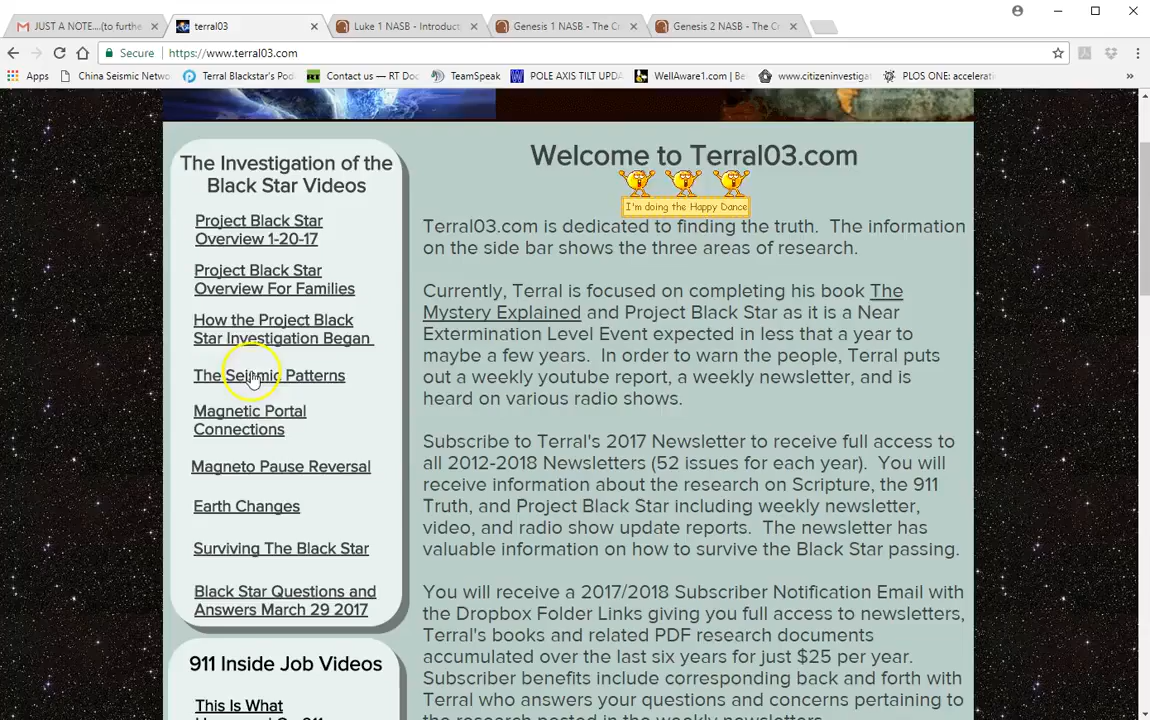 JUST A NOTE....(to furthe
terral03
Luke 1 NASB - Introduct
Genesis 1 NASB - The Cr
Genesis 2 NASB - The C
Secure
https://www.terral03.com
Apps
China Seismic Netwo
Terral Blackstar's Poo
Contact us — RT Doc
TeamSpeak
POLE AXIS TILT UPDA
WellAware1.com | Be
www.citizeninvestiga
PLOS ONE: accelerati
»
The Investigation of the
Black Star Videos
Project Black Star
Overview 1-20-17
Project Black Star
Overview For Families
How the Project Black
Star Investigation Began
The Seismic Patterns
Magnetic Portal
Connections
Magneto Pause Reversal
Earth Changes
Surviving The Black Star
Black Star Questions and
Answers March 29 2017
911 Inside Job Videos
This Is What
Welcome to Terral03.com
I'm doing the Happy Dance
Terral03.com is dedicated to finding the truth. The information
on the side bar shows the three areas of research.
Currently, Terral is focused on completing his book The
Mystery Explained and Project Black Star as it is a Near
Extermination Level Event expected in less that a year to
maybe a few years. In order to warn the people, Terral puts
out a weekly youtube report, a weekly newsletter, and is
heard on various radio shows.
Subscribe to Terral's 2017 Newsletter to receive full access to
all 2012-2018 Newsletters (52 issues for each year). You will
receive information about the research on Scripture, the 911
Truth, and Project Black Star including weekly newsletter,
video, and radio show update reports. The newsletter has
valuable information on how to survive the Black Star passing.
You will receive a 2017/2018 Subscriber Notification Email with
the Dropbox Folder Links giving you full access to newsletters,
Terral's books and related PDF research documents
accumulated over the last six years for just $25 per year.
Subscriber benefits include corresponding back and forth with
Terral who answers your questions and concerns pertaining to
the research posted in the weekly newsletters